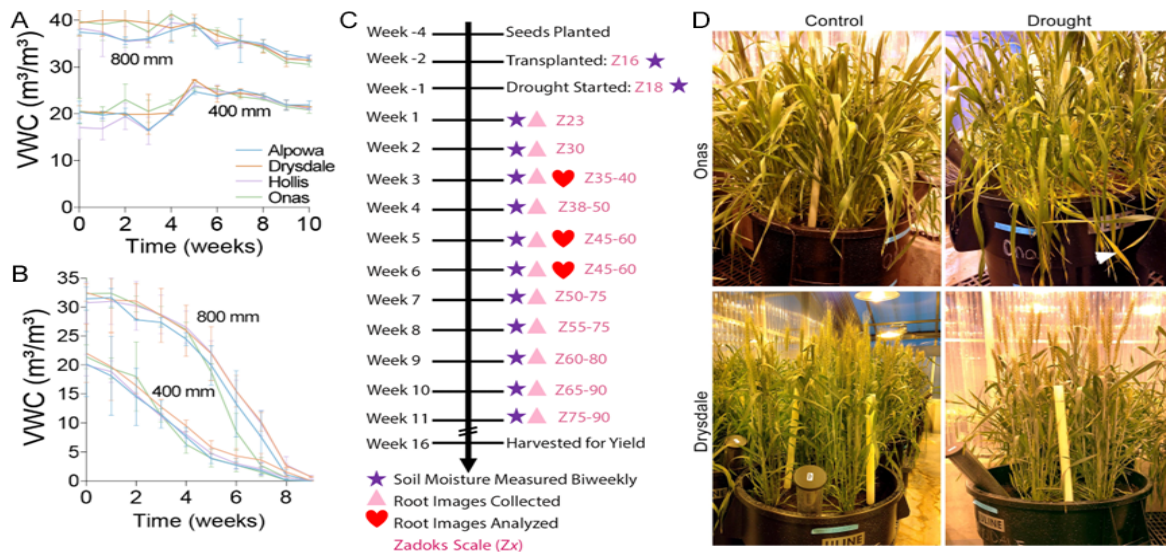 A
VWC (m³/m³)
40
30
20
10
0
800 mm
400 mm
Alpowa
Drysdale
Hollis
Onas
0 2 4 6 8 10
Time (weeks)
B
VWC (m³/m³)
35
30
25
20
15
10
5
0
800 mm
400 mm
0 2 4 6 8
Time (weeks)
C
Week -4 Seeds Planted
Week -2 Transplanted: Z16
Week -1 Drought Started: Z18
Week 1 Z23
Week 2 Z30
Week 3 Z35-40
Week 4 Z38-50
Week 5 Z45-60
Week 6 Z45-60
Week 7 Z50-75
Week 8 Z55-75
Week 9 Z60-80
Week 10 Z65-90
Week 11 Z75-90
Week 16 Harvested for Yield
Soil Moisture Measured Biweekly
Root Images Collected
Root Images Analyzed
Zadoks Scale (Zx)
D
Control Drought
Onas
Drysdale
ULINE
ULINE